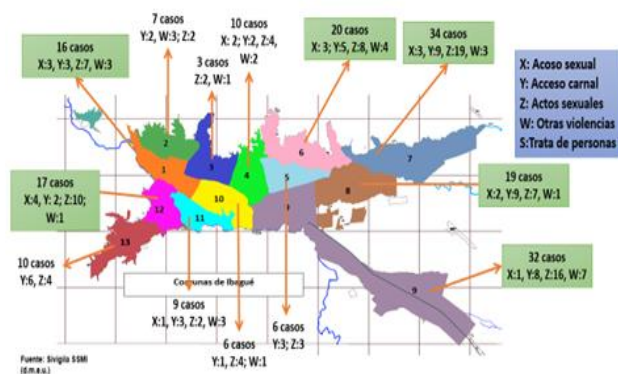 10 casos
X: 2; Y:2, Z:4,
W:2
7 casos
Y:2, W:3; Z:2
16 casos
X:3, Y:3, Z:7, W:3
3 casos
Z:2, W:1
20 casos
X: 3; Y:5, Z:8, W:4
34 casos
X:3, Y:9, Z:19, W:3
X: Acoso sexual
Y: Acceso carnal
Z: Actos sexuales
W: Otras violencias
S:Trata de personas
2
1
3
4
6
5
7
8
10
11
12
13
9
17 casos
X:4, Y: 2; Z:10;
W:1
19 casos
X:2, Y:9, Z:7, W:1
10 casos
Y:6, Z:4
Comunas de Ibagué
32 casos
X:1, Y:8, Z:16, W:7
9 casos
X:1, Y:3, Z:2, W:3
6 casos
Y:1, Z:4; W:1
6 casos
Y:3; Z:3
Fuente: Sivigila SSMI
(d.m.e.u.)